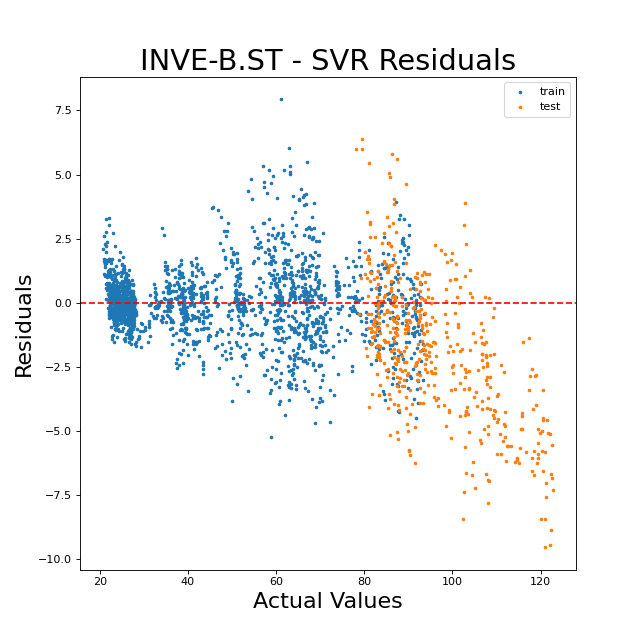 INVE-B.ST - SVR Residuals
train
test
7.5
5.0
2.5
0.0
−2.5
−5.0
−7.5
−10.0
Residuals
20 40 60 80 100 120
Actual Values